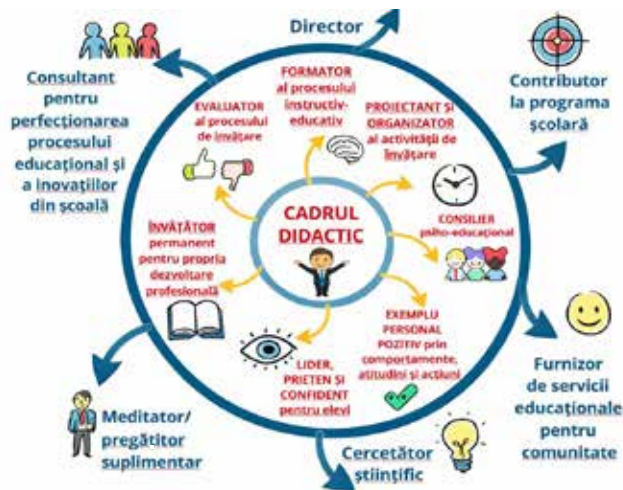 Director
Consultant
pentru
perfecționarea
procesului
educațional și
a inovațiilor
din școală
Contributor
la programa
școlară
FORMATOR
al procesului
instructiv-
educativ
EVALUATOR
al procesului
de învățare
PROIECTANT ȘI
ORGANIZATOR
al activității de
învățare
CADRUL
DIDACTIC
CONSILIER
psiho-educațional
ÎNVĂȚĂTOR
permanent
pentru propria
dezvoltare
profesională
EXEMPLU
PERSONAL
POZITIV prin
comportamente,
atitudini și acțiuni
LIDER,
PRIETEN ȘI
CONFIDENT
pentru elevi
Furnizor
de servicii
educaționale
pentru
comunitate
Meditator/
pregătitor
suplimentar
Cercetător
științific